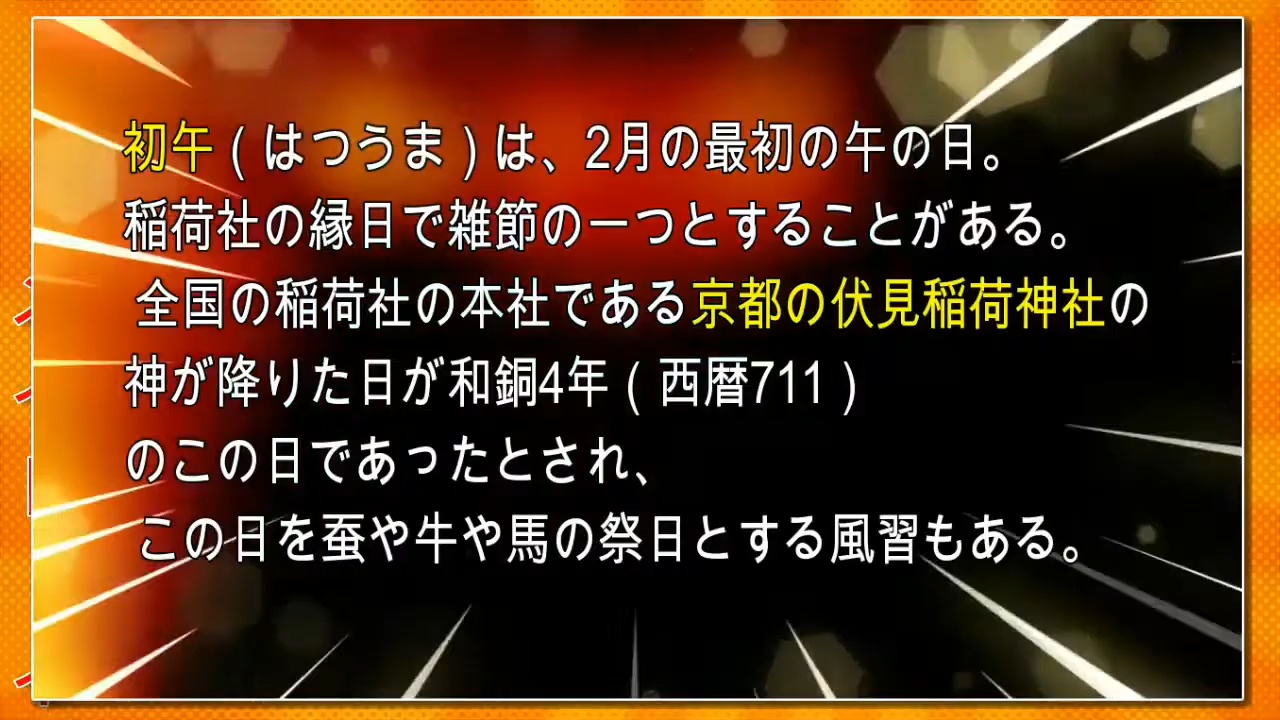 初午(はつうま)は、2月の最初の午の日。
稲荷社の縁日で雑節の一つとすることがある。
全国の稲荷社の本社である京都の伏見稲荷神社の
神が降りた日が和銅4年(西暦711)
のこの日であったとされ、
この日を蚕や牛や馬の祭日とする風習もある。